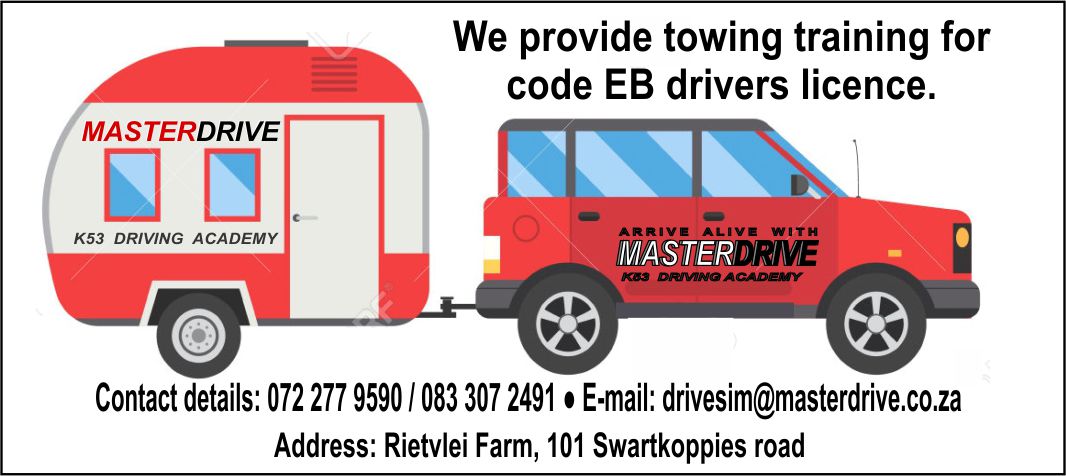 We provide towing training for
code EB drivers licence.
MASTERDRIVE
K53 DRIVING ACADEMY
ARRIVE ALIVE WITH
MASTERDRIVE
K53 DRIVING ACADEMY
Contact details: 072 277 9590 / 083 307 2491 ● E-mail: drivesim@masterdrive.co.za
Address: Rietvlei Farm, 101 Swartkoppies road